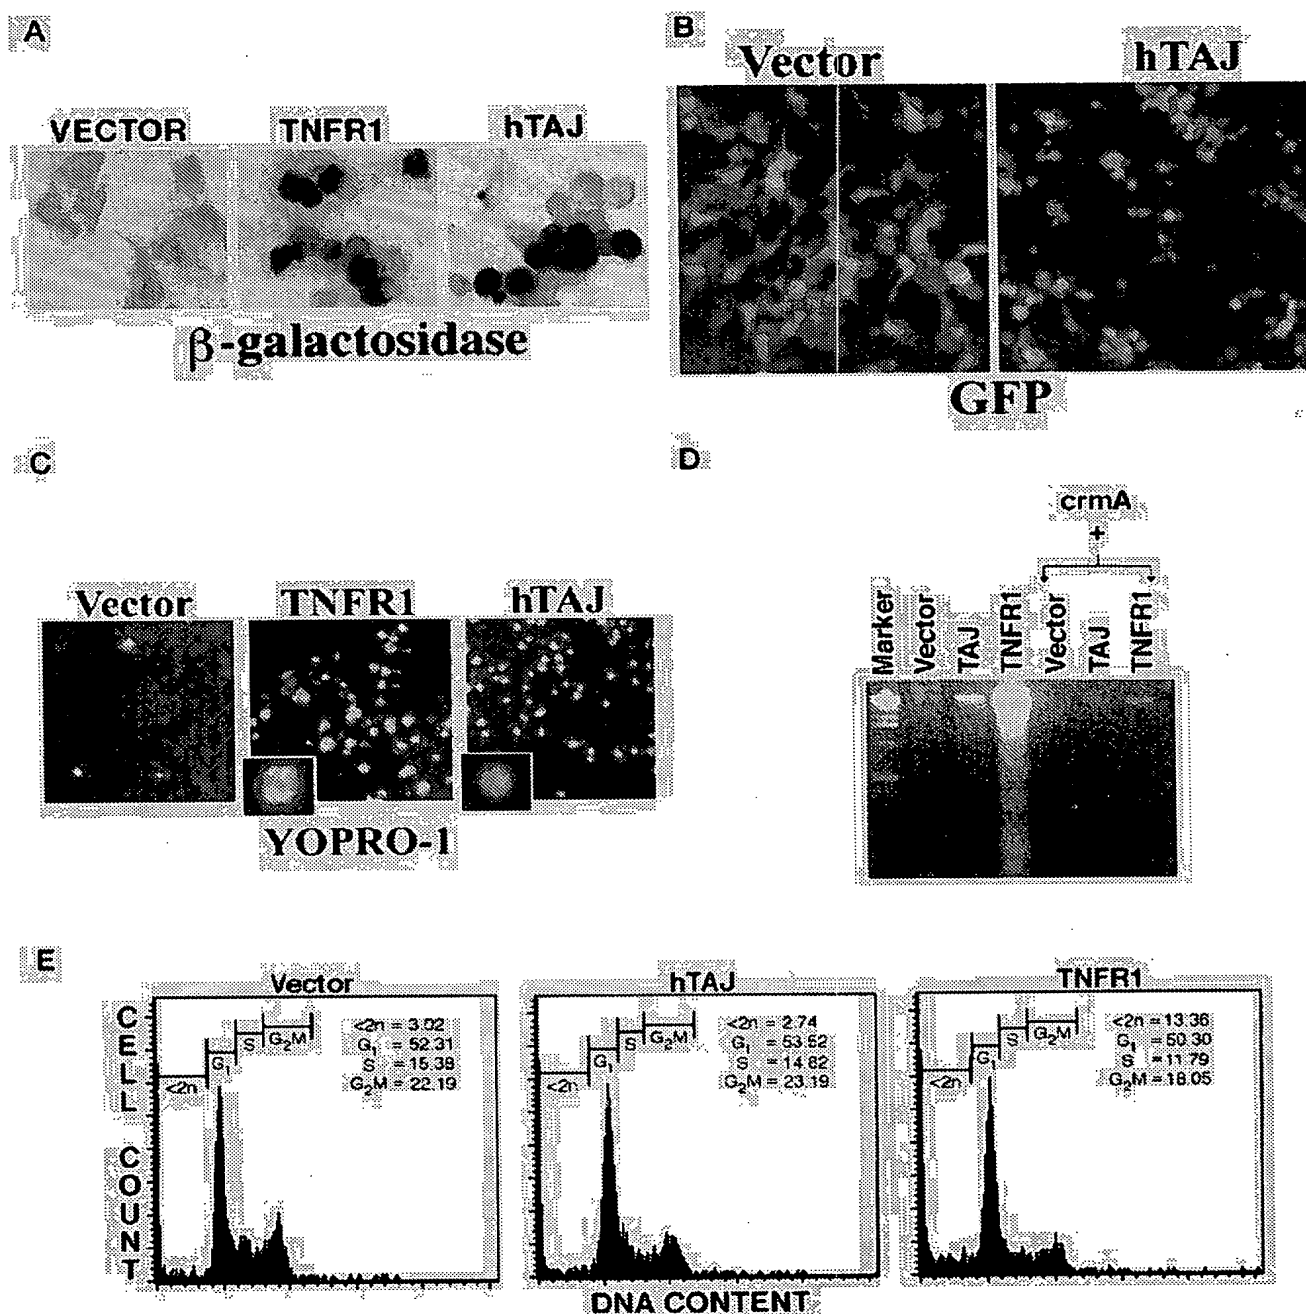 A
VECTOR TNFR1 hTAJ
β-galactosidase
B
Vector hTAJ
GFP
C
Vector TNFR1 hTAJ
YOPRO-1
D
crmA
+
Marker Vector TAJ TNFR1 Vector TAJ TNFR1
E
CELL COUNT
Vector
<2n G1 S G2M
<2n = 3.02
G1 = 52.31
S = 15.38
G2M = 22.19
hTAJ
<2n G1 S G2M
<2n = 2.74
G1 = 53.52
S = 14.82
G2M = 23.19
TNFR1
<2n G1 S G2M
<2n = 13.36
G1 = 50.30
S = 11.79
G2M = 18.05
DNA CONTENT